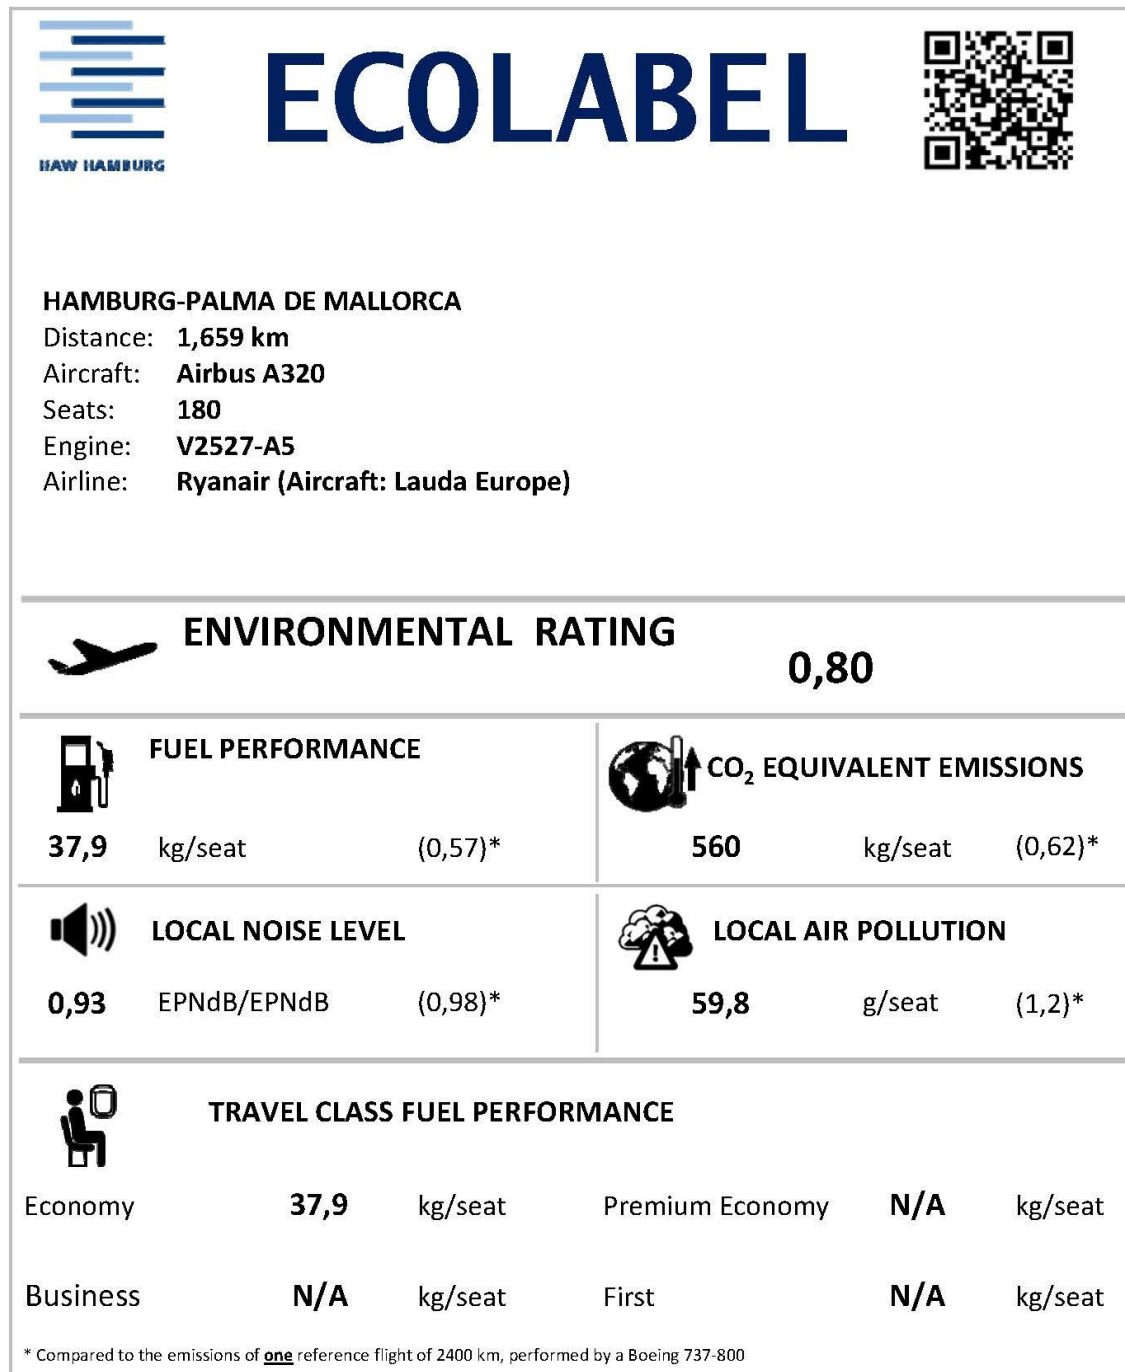 HAW HAMBURG
ECOLABEL
HAMBURG-PALMA DE MALLORCA
Distance: 1,659 km
Aircraft: Airbus A320
Seats: 180
Engine: V2527-A5
Airline: Ryanair (Aircraft: Lauda Europe)
ENVIRONMENTAL RATING
0,80
FUEL PERFORMANCE
37,9 kg/seat (0,57)*
CO₂ EQUIVALENT EMISSIONS
560 kg/seat (0,62)*
LOCAL NOISE LEVEL
0,93 EPNdB/EPNdB (0,98)*
LOCAL AIR POLLUTION
59,8 g/seat (1,2)*
TRAVEL CLASS FUEL PERFORMANCE
Economy 37,9 kg/seat Premium Economy N/A kg/seat
Business N/A kg/seat First N/A kg/seat
* Compared to the emissions of one reference flight of 2400 km, performed by a Boeing 737-800